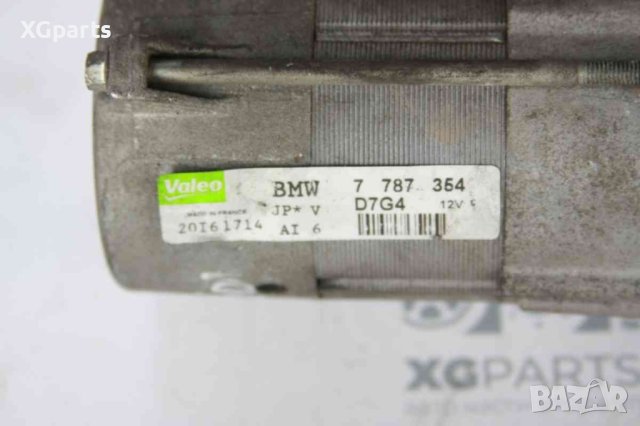 XGparts
Valeo
MADE IN FRANCE
20I61714
BMW 7 787 354
JP* V D7G4 12V
AI 6
XGPARTS
BAZAR